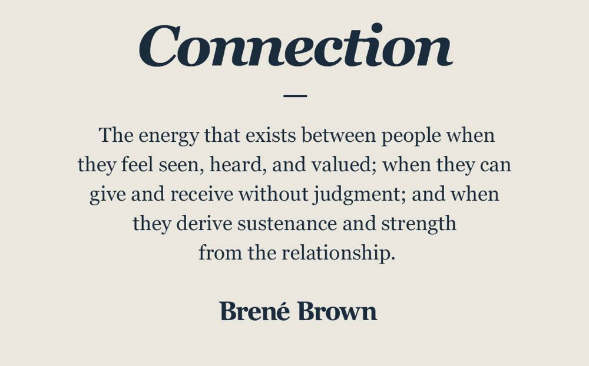 Connection
The energy that exists between people when
they feel seen, heard, and valued; when they can
give and receive without judgment; and when
they derive sustenance and strength
from the relationship.
Brené Brown